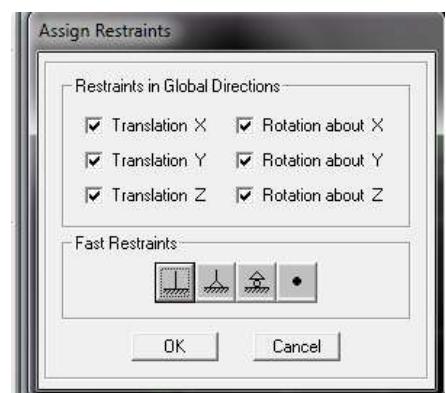 Assign Restraints
Restraints in Global Directions
Translation X Rotation about X
Translation Y Rotation about Y
Translation Z Rotation about Z
Fast Restraints
OK Cancel